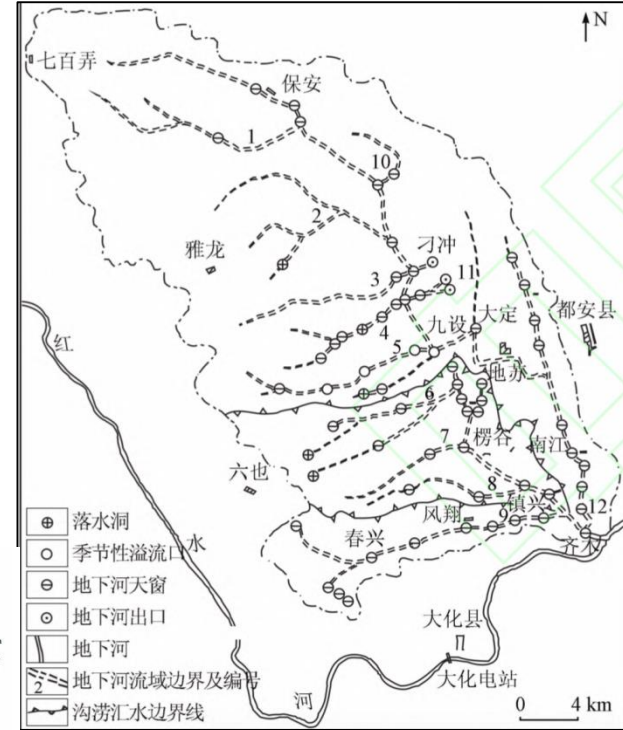 N
七百弄
保安
1
10
2
雅龙
刁冲
3
11
4
九设
大定
都安县
5
地苏
红
6
楞谷
7
南江
六也
8
镇兴
12
风翔
9
春兴
齐木
水
大化县
大化电站
河
落水洞
季节性溢流口
地下河天窗
地下河出口
地下河
2
地下河流域边界及编号
沟涝汇水边界线
0 4 km